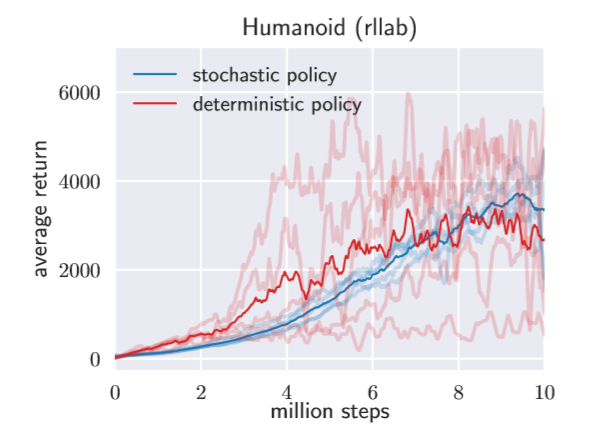 Humanoid (rllab)
stochastic policy
deterministic policy
average return
6000
4000
2000
0
0 2 4 6 8 10
million steps